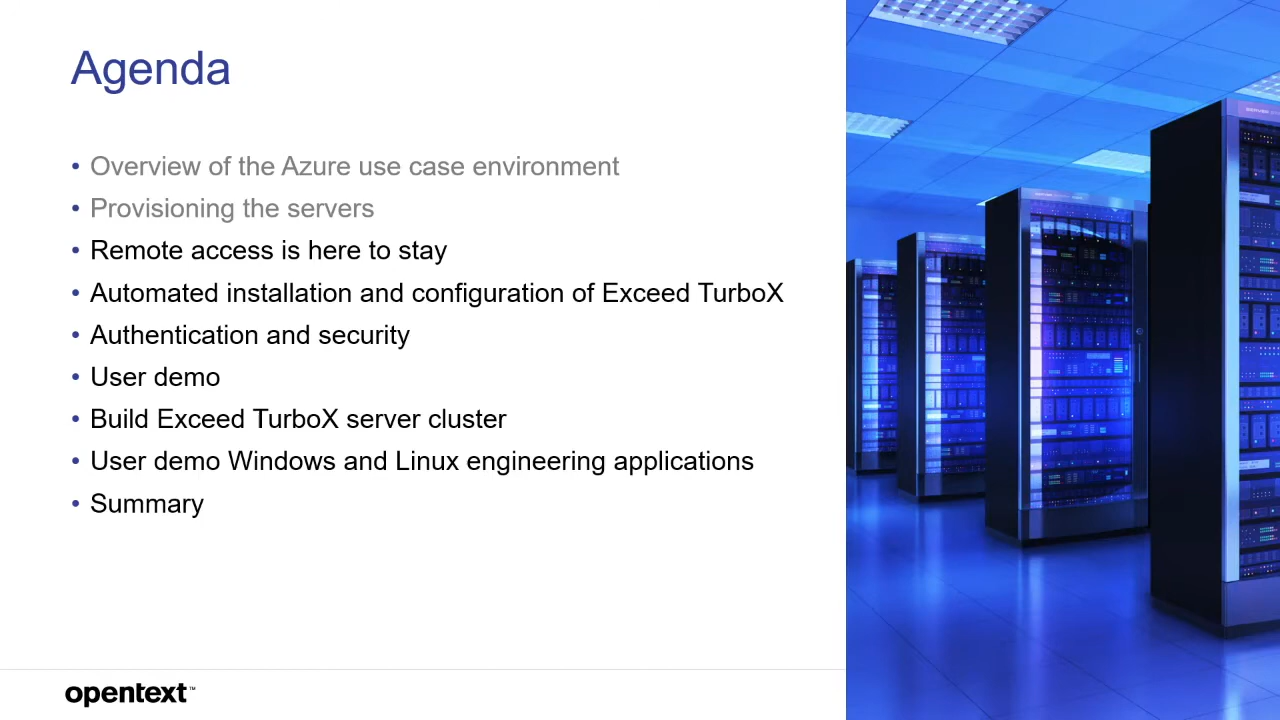 Agenda
• Overview of the Azure use case environment
• Provisioning the servers
• Remote access is here to stay
• Automated installation and configuration of Exceed TurboX
• Authentication and security
• User demo
• Build Exceed TurboX server cluster
• User demo Windows and Linux engineering applications
• Summary
opentext™